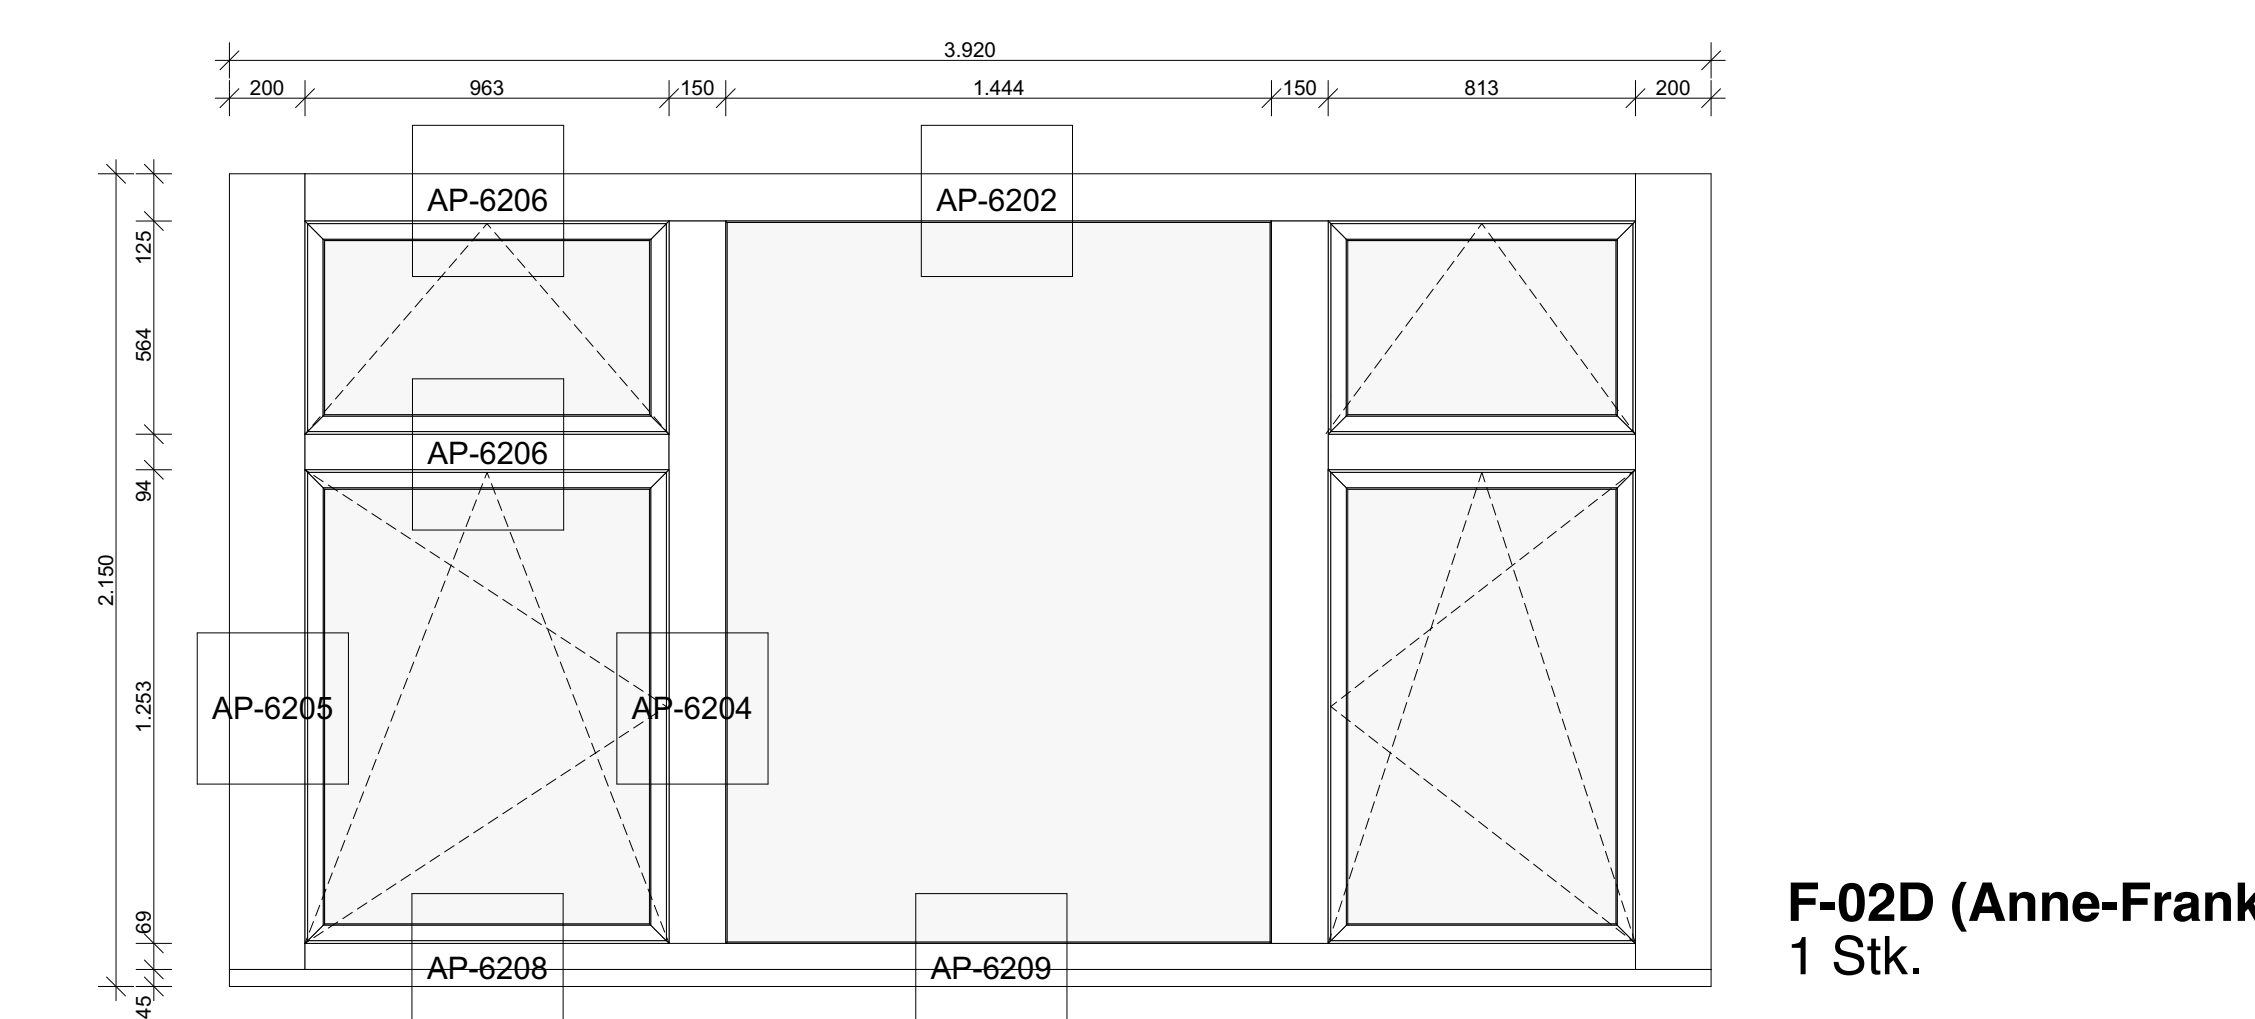 3.920
200 963 150 1.444 150 813 200
AP-6206 AP-6202
125
564
AP-6206
94
2.150
1.253
AP-6205 AP-6204
69
F-02D (Anne-Frank
1 Stk.
AP-6208 AP-6209
45